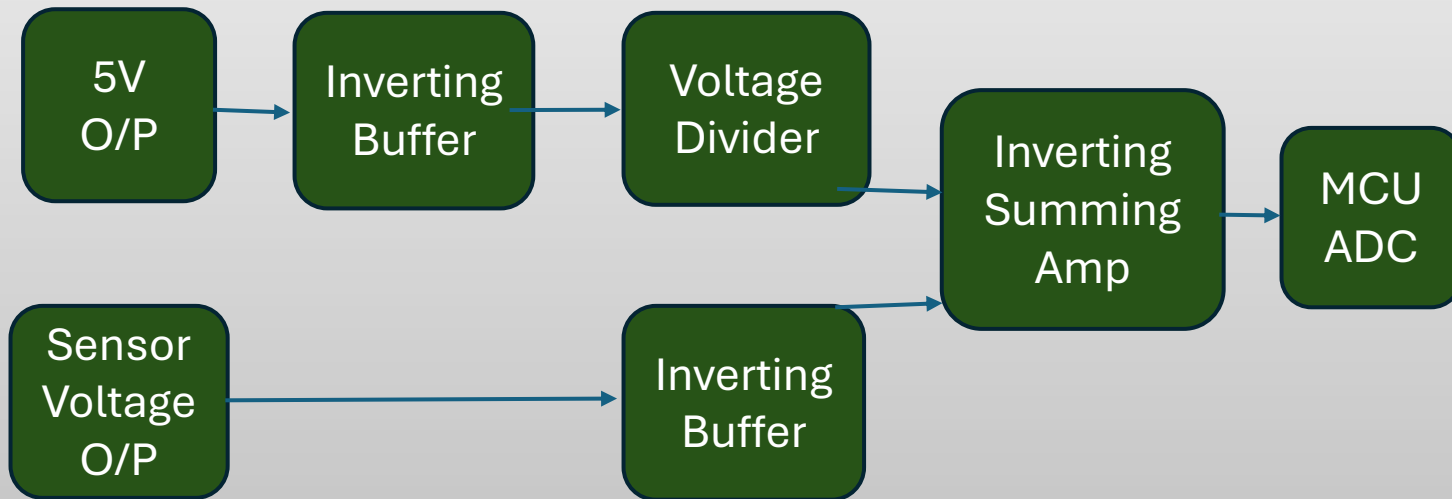 5V
O/P
Inverting
Buffer
Voltage
Divider
Inverting
Summing
Amp
MCU
ADC
Sensor
Voltage
O/P
Inverting
Buffer